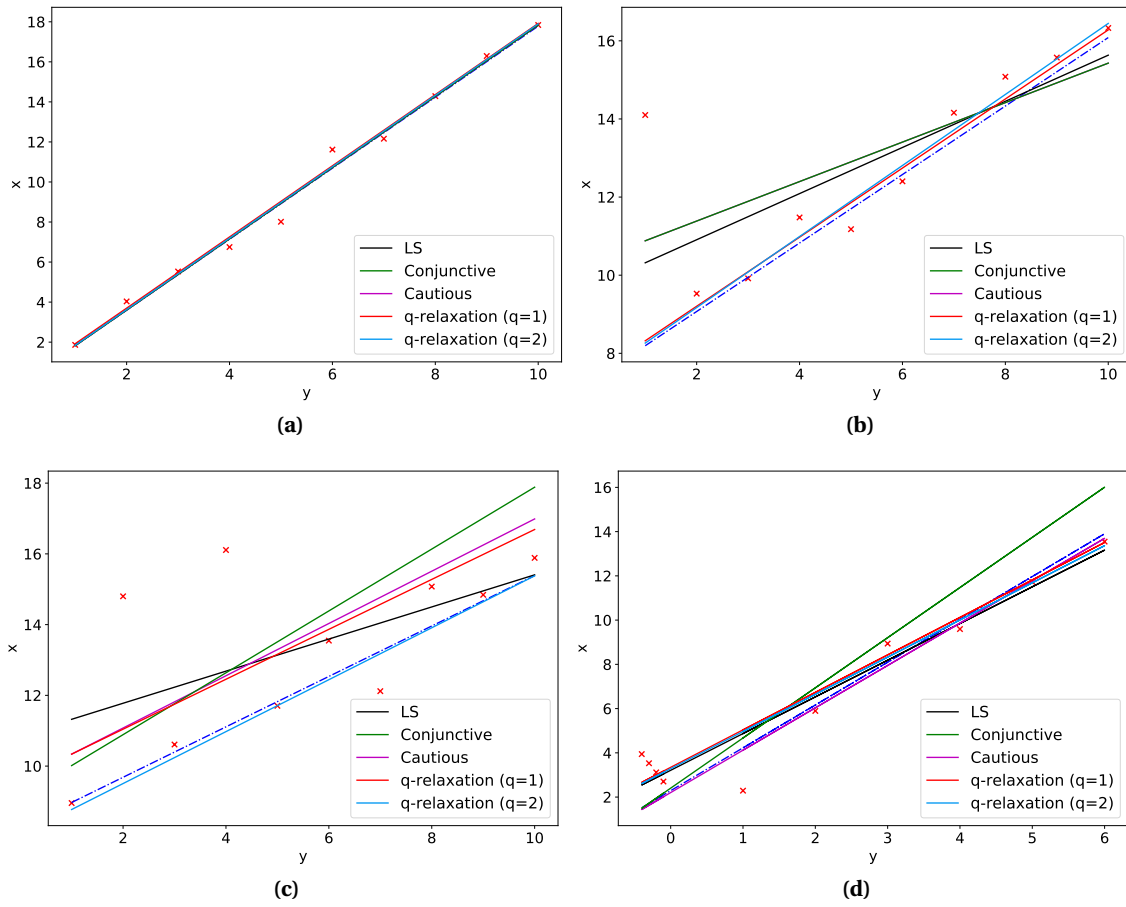 18
16
14
12
10
8
6
4
2
x
2 4 6 8 10
y
LS
Conjunctive
Cautious
q-relaxation (q=1)
q-relaxation (q=2)
(a)
16
14
12
10
8
x
2 4 6 8 10
y
LS
Conjunctive
Cautious
q-relaxation (q=1)
q-relaxation (q=2)
(b)
18
16
14
12
10
x
2 4 6 8 10
y
LS
Conjunctive
Cautious
q-relaxation (q=1)
q-relaxation (q=2)
(c)
16
14
12
10
8
6
4
2
x
0 1 2 3 4 5 6
y
LS
Conjunctive
Cautious
q-relaxation (q=1)
q-relaxation (q=2)
(d)